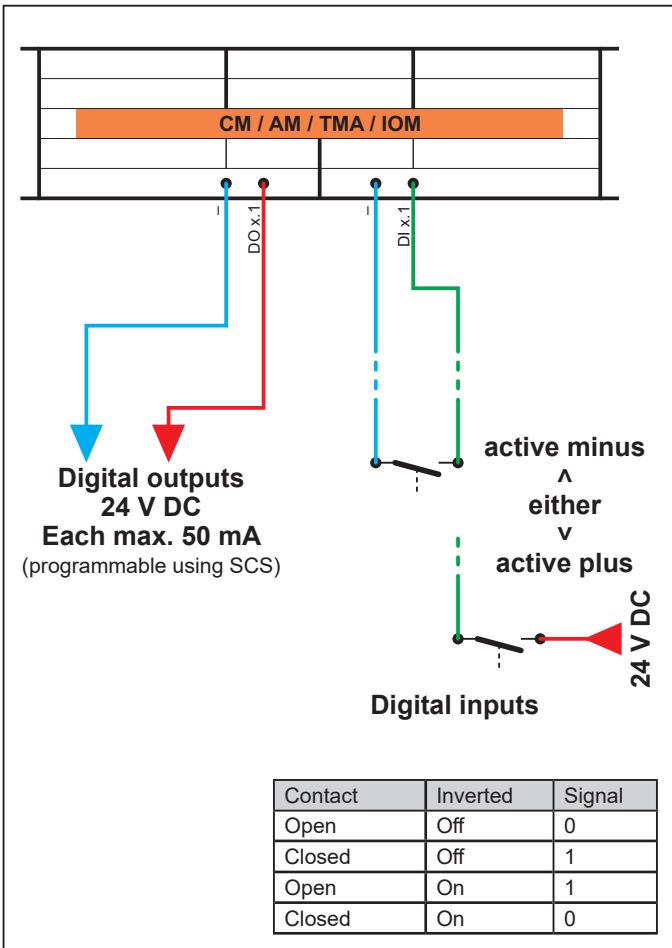 CM / AM / TMA / IOM
–
DO x.1
–
DI x.1
Digital outputs
24 V DC
Each max. 50 mA
(programmable using SCS)
active minus
^
either
v
active plus
24 V DC
Digital inputs
Contact Inverted Signal
Open Off 0
Closed Off 1
Open On 1
Closed On 0